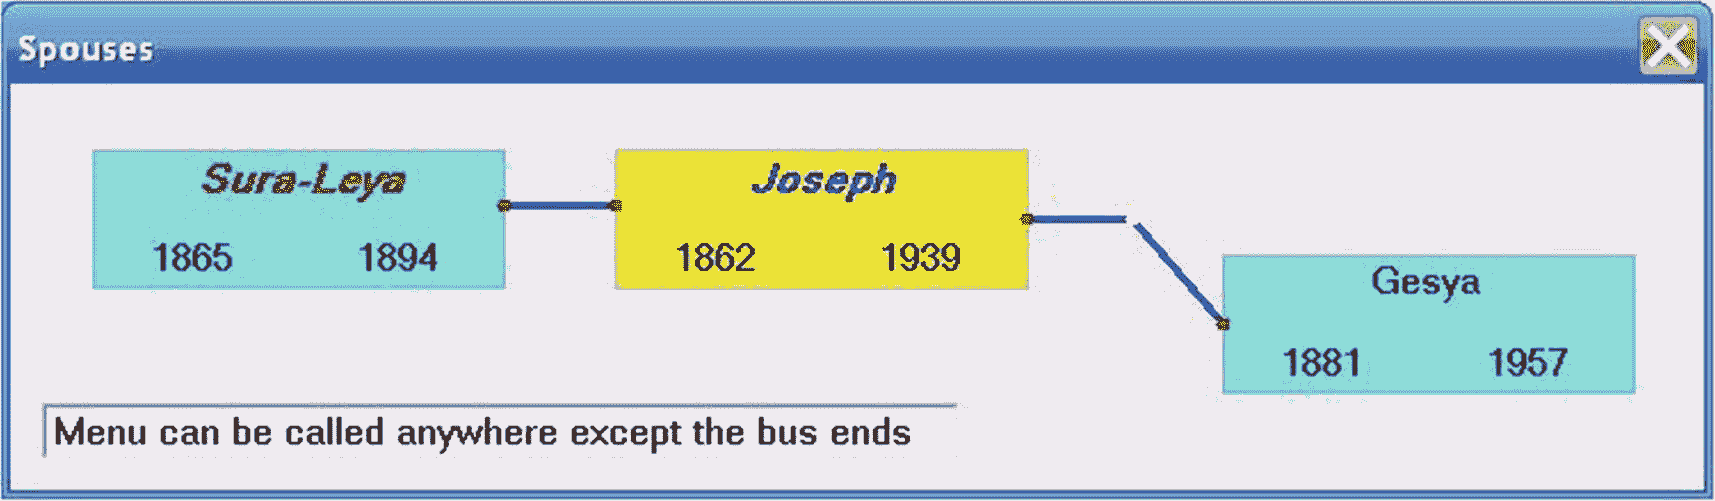 Spouses
Sura-Leya
1865 1894
Joseph
1862 1939
Gesya
1881 1957
Menu can be called anywhere except the bus ends